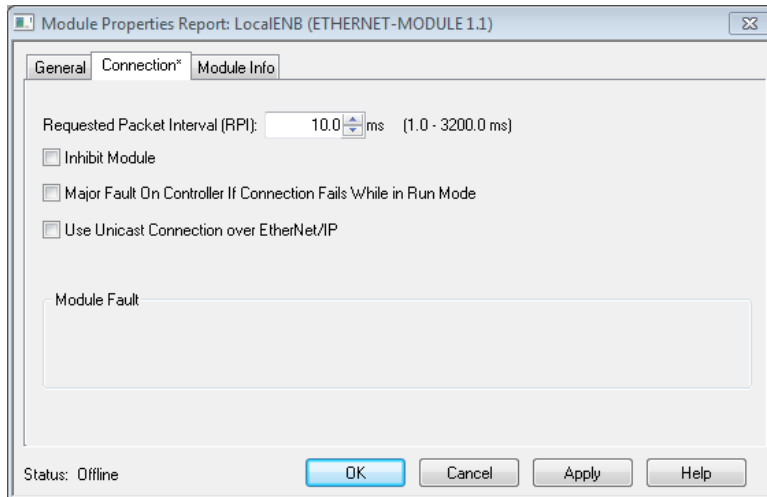 Module Properties Report: LocalENB (ETHERNET-MODULE 1.1)
General Connection* Module Info
Requested Packet Interval (RPI): 10.0 ms (1.0 - 3200.0 ms)
Inhibit Module
Major Fault On Controller If Connection Fails While in Run Mode
Use Unicast Connection over EtherNet/IP
Module Fault
Status: Offline OK Cancel Apply Help